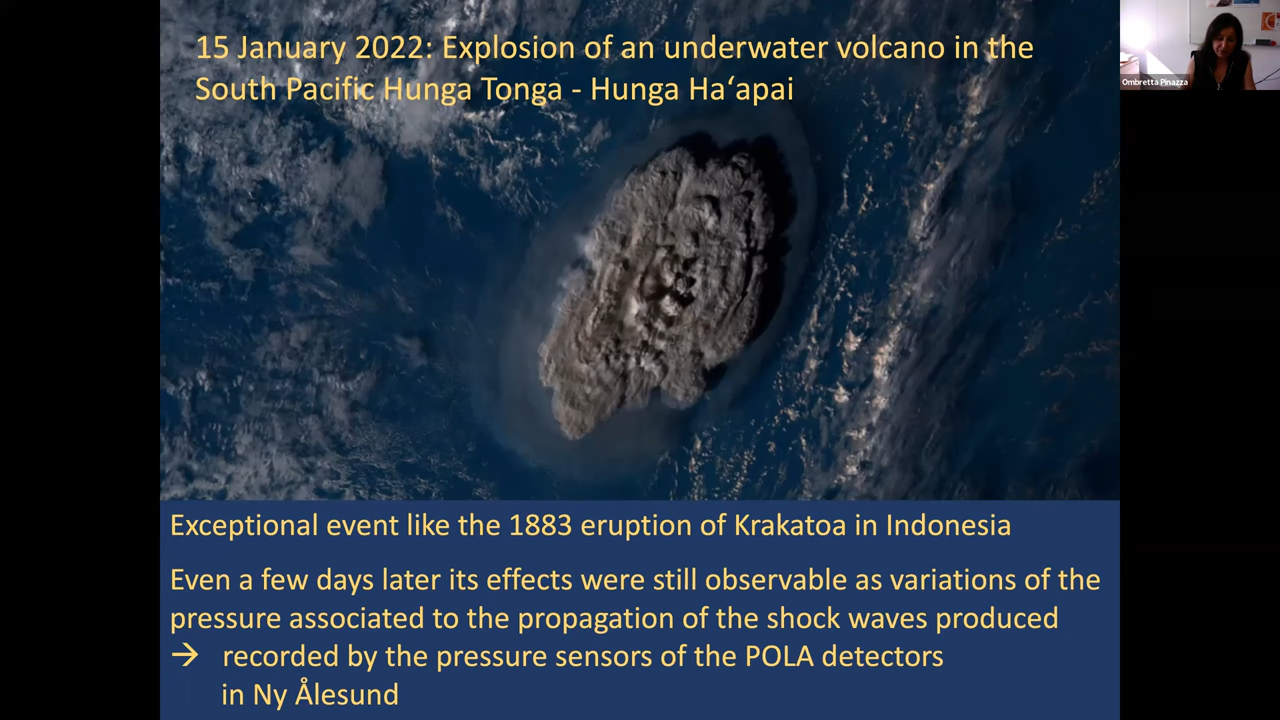 15 January 2022: Explosion of an underwater volcano in the
South Pacific Hunga Tonga - Hunga Ha‘apai
Ombretta Pinazza
Exceptional event like the 1883 eruption of Krakatoa in Indonesia
Even a few days later its effects were still observable as variations of the
pressure associated to the propagation of the shock waves produced
→ recorded by the pressure sensors of the POLA detectors
in Ny Ålesund